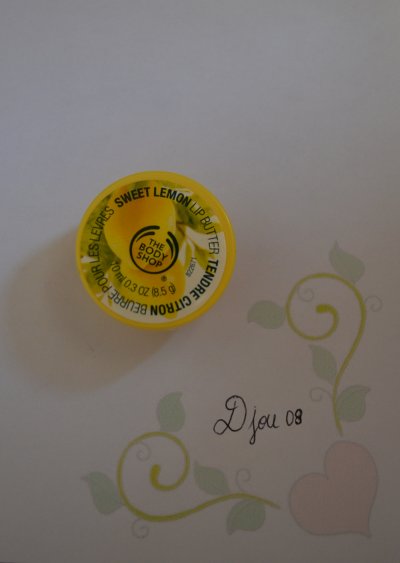 SWEET LEMON LIP BUTTER
TENDRE CITRON BEURRE POUR LES LÈVRES
THE
BODY
SHOP
®
10 ml 0.3 OZ (8.5 g)
Djou 08